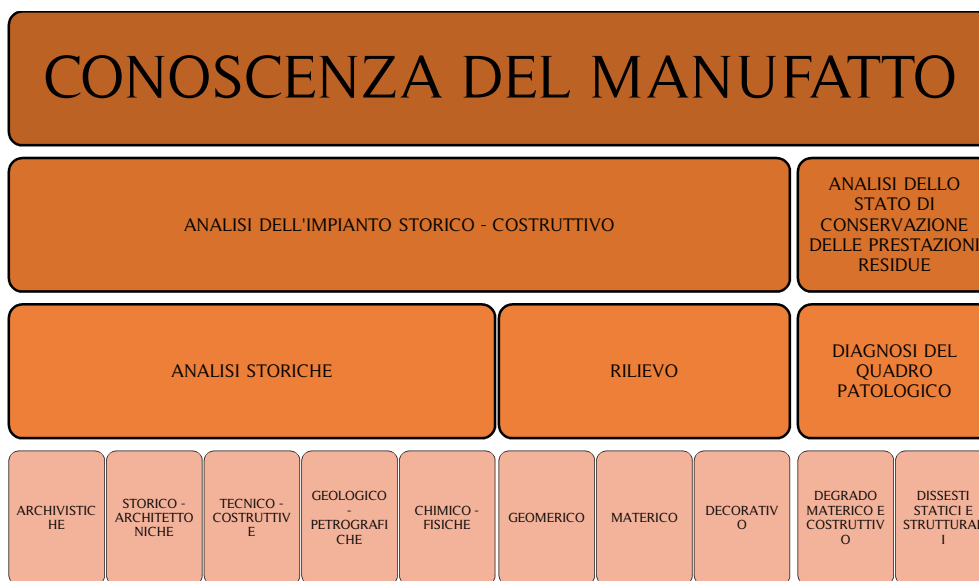 CONOSCENZA DEL MANUFATTO
ANALISI DELL'IMPIANTO STORICO - COSTRUTTIVO
ANALISI DELLO
STATO DI
CONSERVAZIONE
DELLE PRESTAZIONI
RESIDUE
ANALISI STORICHE
RILIEVO
DIAGNOSI DEL
QUADRO
PATOLOGICO
ARCHIVISTIC
HE
STORICO -
ARCHITETTO
NICHE
TECNICO -
COSTRUTTIV
E
GEOLOGICO
-
PETROGRAFI
CHE
CHIMICO -
FISICHE
GEOMERICO
MATERICO
DECORATIV
O
DEGRADO
MATERICO E
COSTRUTTIV
O
DISSESTI
STATICI E
STRUTTURAL
I